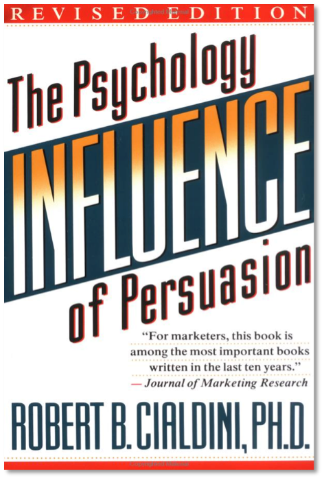 REVISED EDITION
The Psychology
INFLUENCE
of Persuasion
“For marketers, this book is
among the most important books
written in the last ten years.”
— Journal of Marketing Research
ROBERT B. CIALDINI, PH.D.